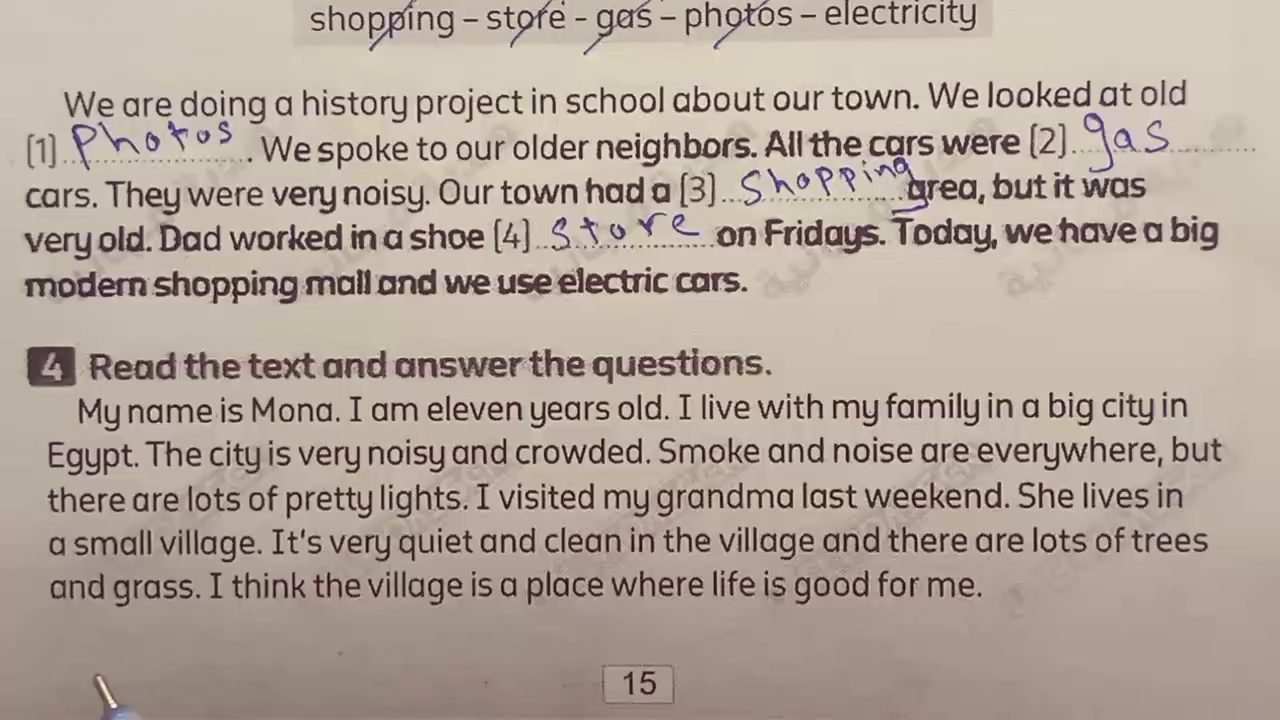 shopping – store - gas – photos – electricity
We are doing a history project in school about our town. We looked at old
[1] Photos. We spoke to our older neighbors. All the cars were [2] gas
cars. They were very noisy. Our town had a [3] Shopping area, but it was
very old. Dad worked in a shoe [4] store on Fridays. Today, we have a big
modern shopping mall and we use electric cars.
4 Read the text and answer the questions.
My name is Mona. I am eleven years old. I live with my family in a big city in
Egypt. The city is very noisy and crowded. Smoke and noise are everywhere, but
there are lots of pretty lights. I visited my grandma last weekend. She lives in
a small village. It's very quiet and clean in the village and there are lots of trees
and grass. I think the village is a place where life is good for me.
15